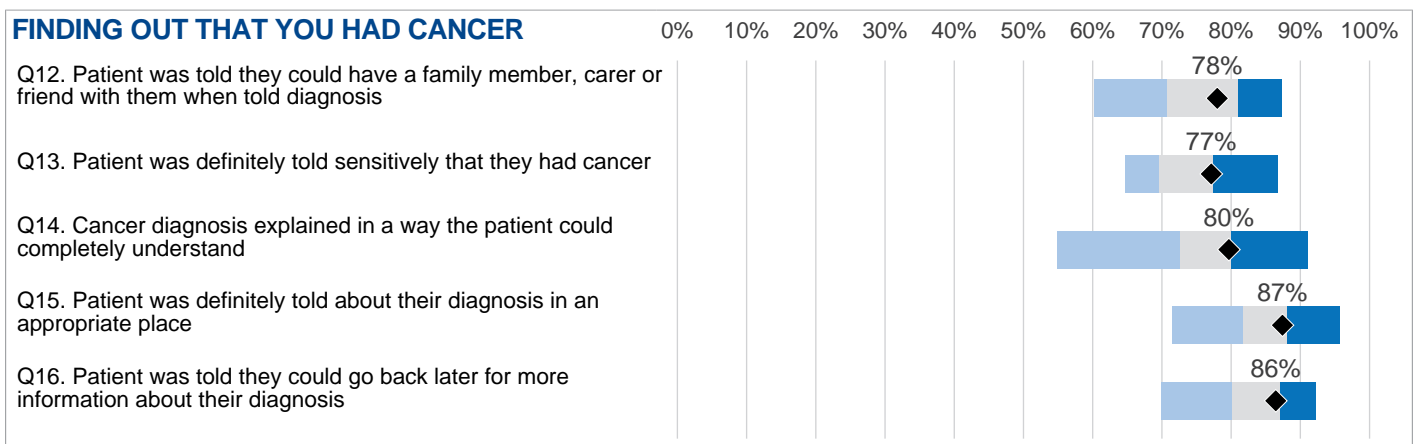 FINDING OUT THAT YOU HAD CANCER
0% 10% 20% 30% 40% 50% 60% 70% 80% 90% 100%
Q12. Patient was told they could have a family member, carer or
friend with them when told diagnosis
78%
Q13. Patient was definitely told sensitively that they had cancer
77%
Q14. Cancer diagnosis explained in a way the patient could
completely understand
80%
Q15. Patient was definitely told about their diagnosis in an
appropriate place
87%
Q16. Patient was told they could go back later for more
information about their diagnosis
86%